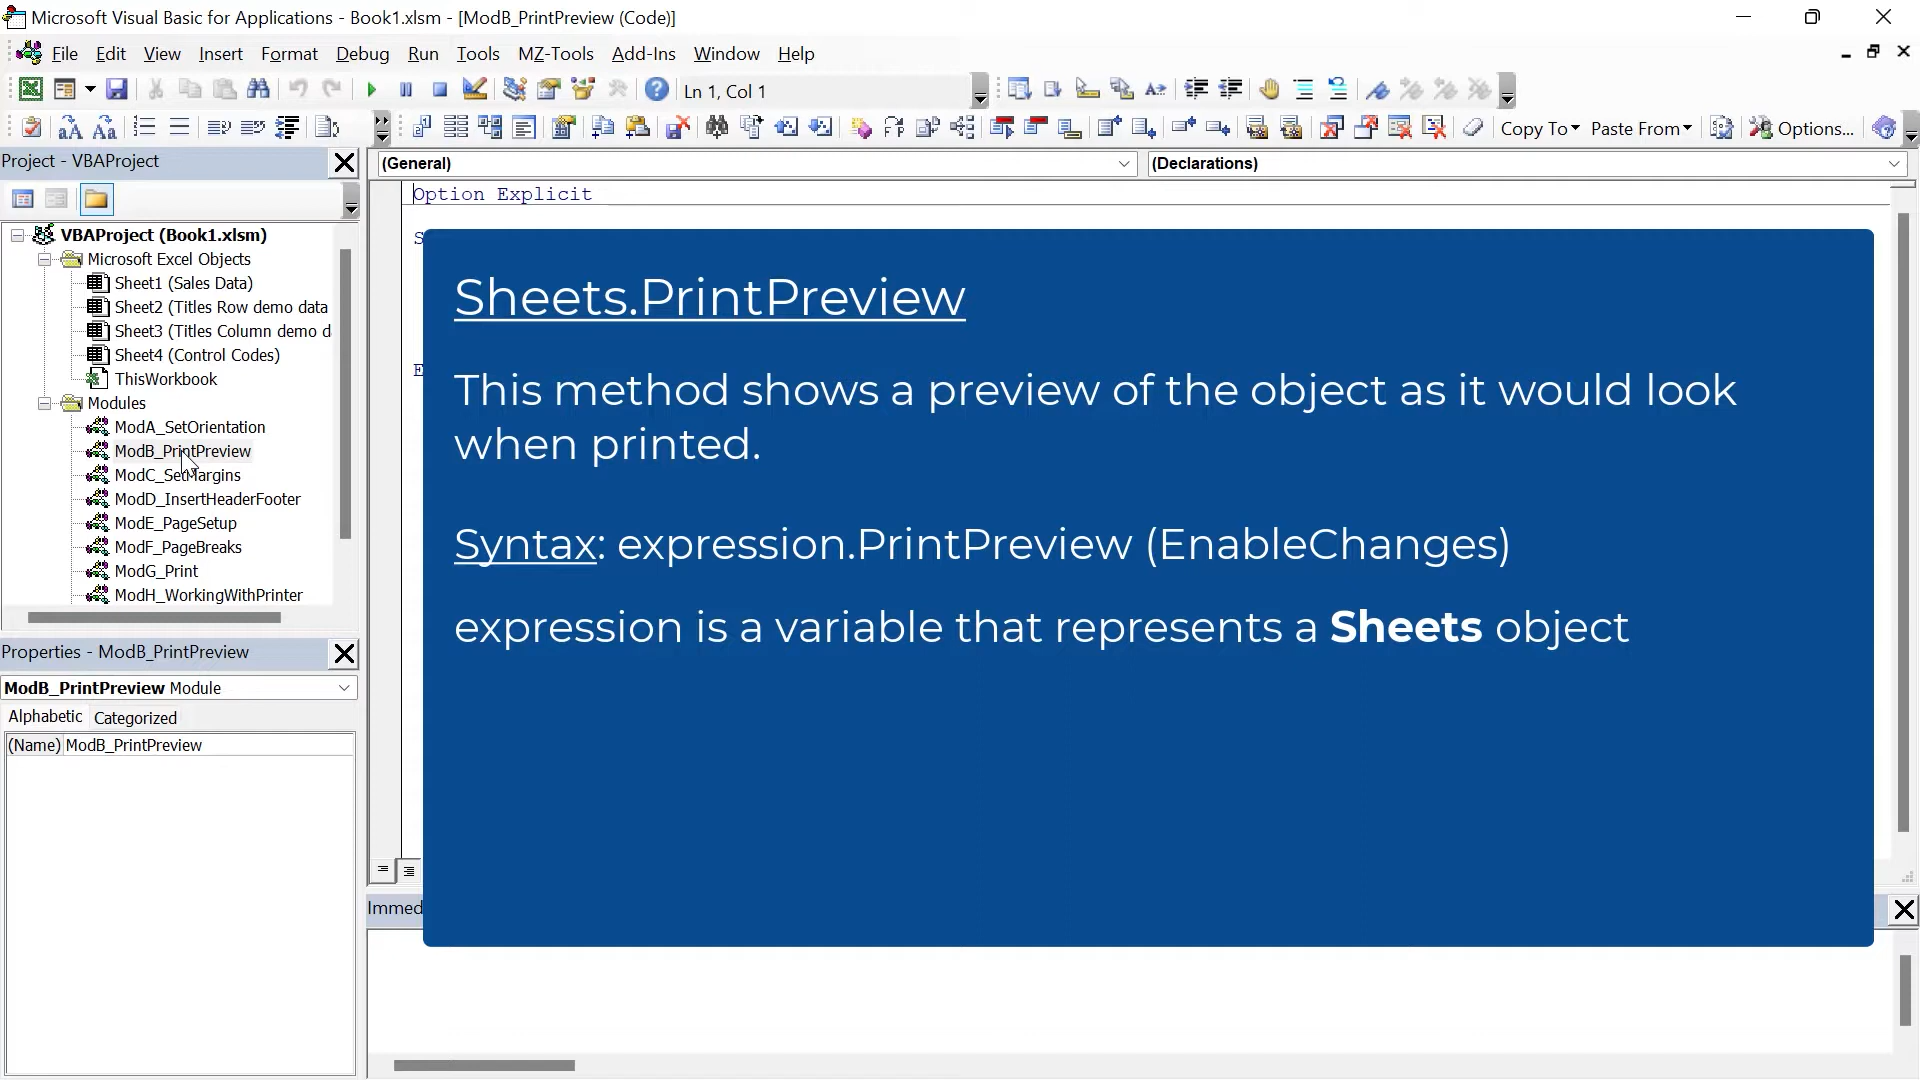 Microsoft Visual Basic for Applications - Book1.xlsm - [ModB_PrintPreview (Code)]
File Edit View Insert Format Debug Run Tools MZ-Tools Add-Ins Window Help
Ln 1, Col 1
Copy To Paste From Options...
Project - VBAProject
(General) (Declarations)
Option Explicit
VBAProject (Book1.xlsm)
Microsoft Excel Objects
Sheet1 (Sales Data)
Sheet2 (Titles Row demo data
Sheet3 (Titles Column demo d
Sheet4 (Control Codes)
ThisWorkbook
Modules
ModA_SetOrientation
ModB_PrintPreview
ModC_SetMargins
ModD_InsertHeaderFooter
ModE_PageSetup
ModF_PageBreaks
ModG_Print
ModH_WorkingWithPrinter
Properties - ModB_PrintPreview
ModB_PrintPreview Module
Alphabetic Categorized
(Name) ModB_PrintPreview
S
E
Sheets.PrintPreview
This method shows a preview of the object as it would look
when printed.
Syntax: expression.PrintPreview (EnableChanges)
expression is a variable that represents a Sheets object
Immed